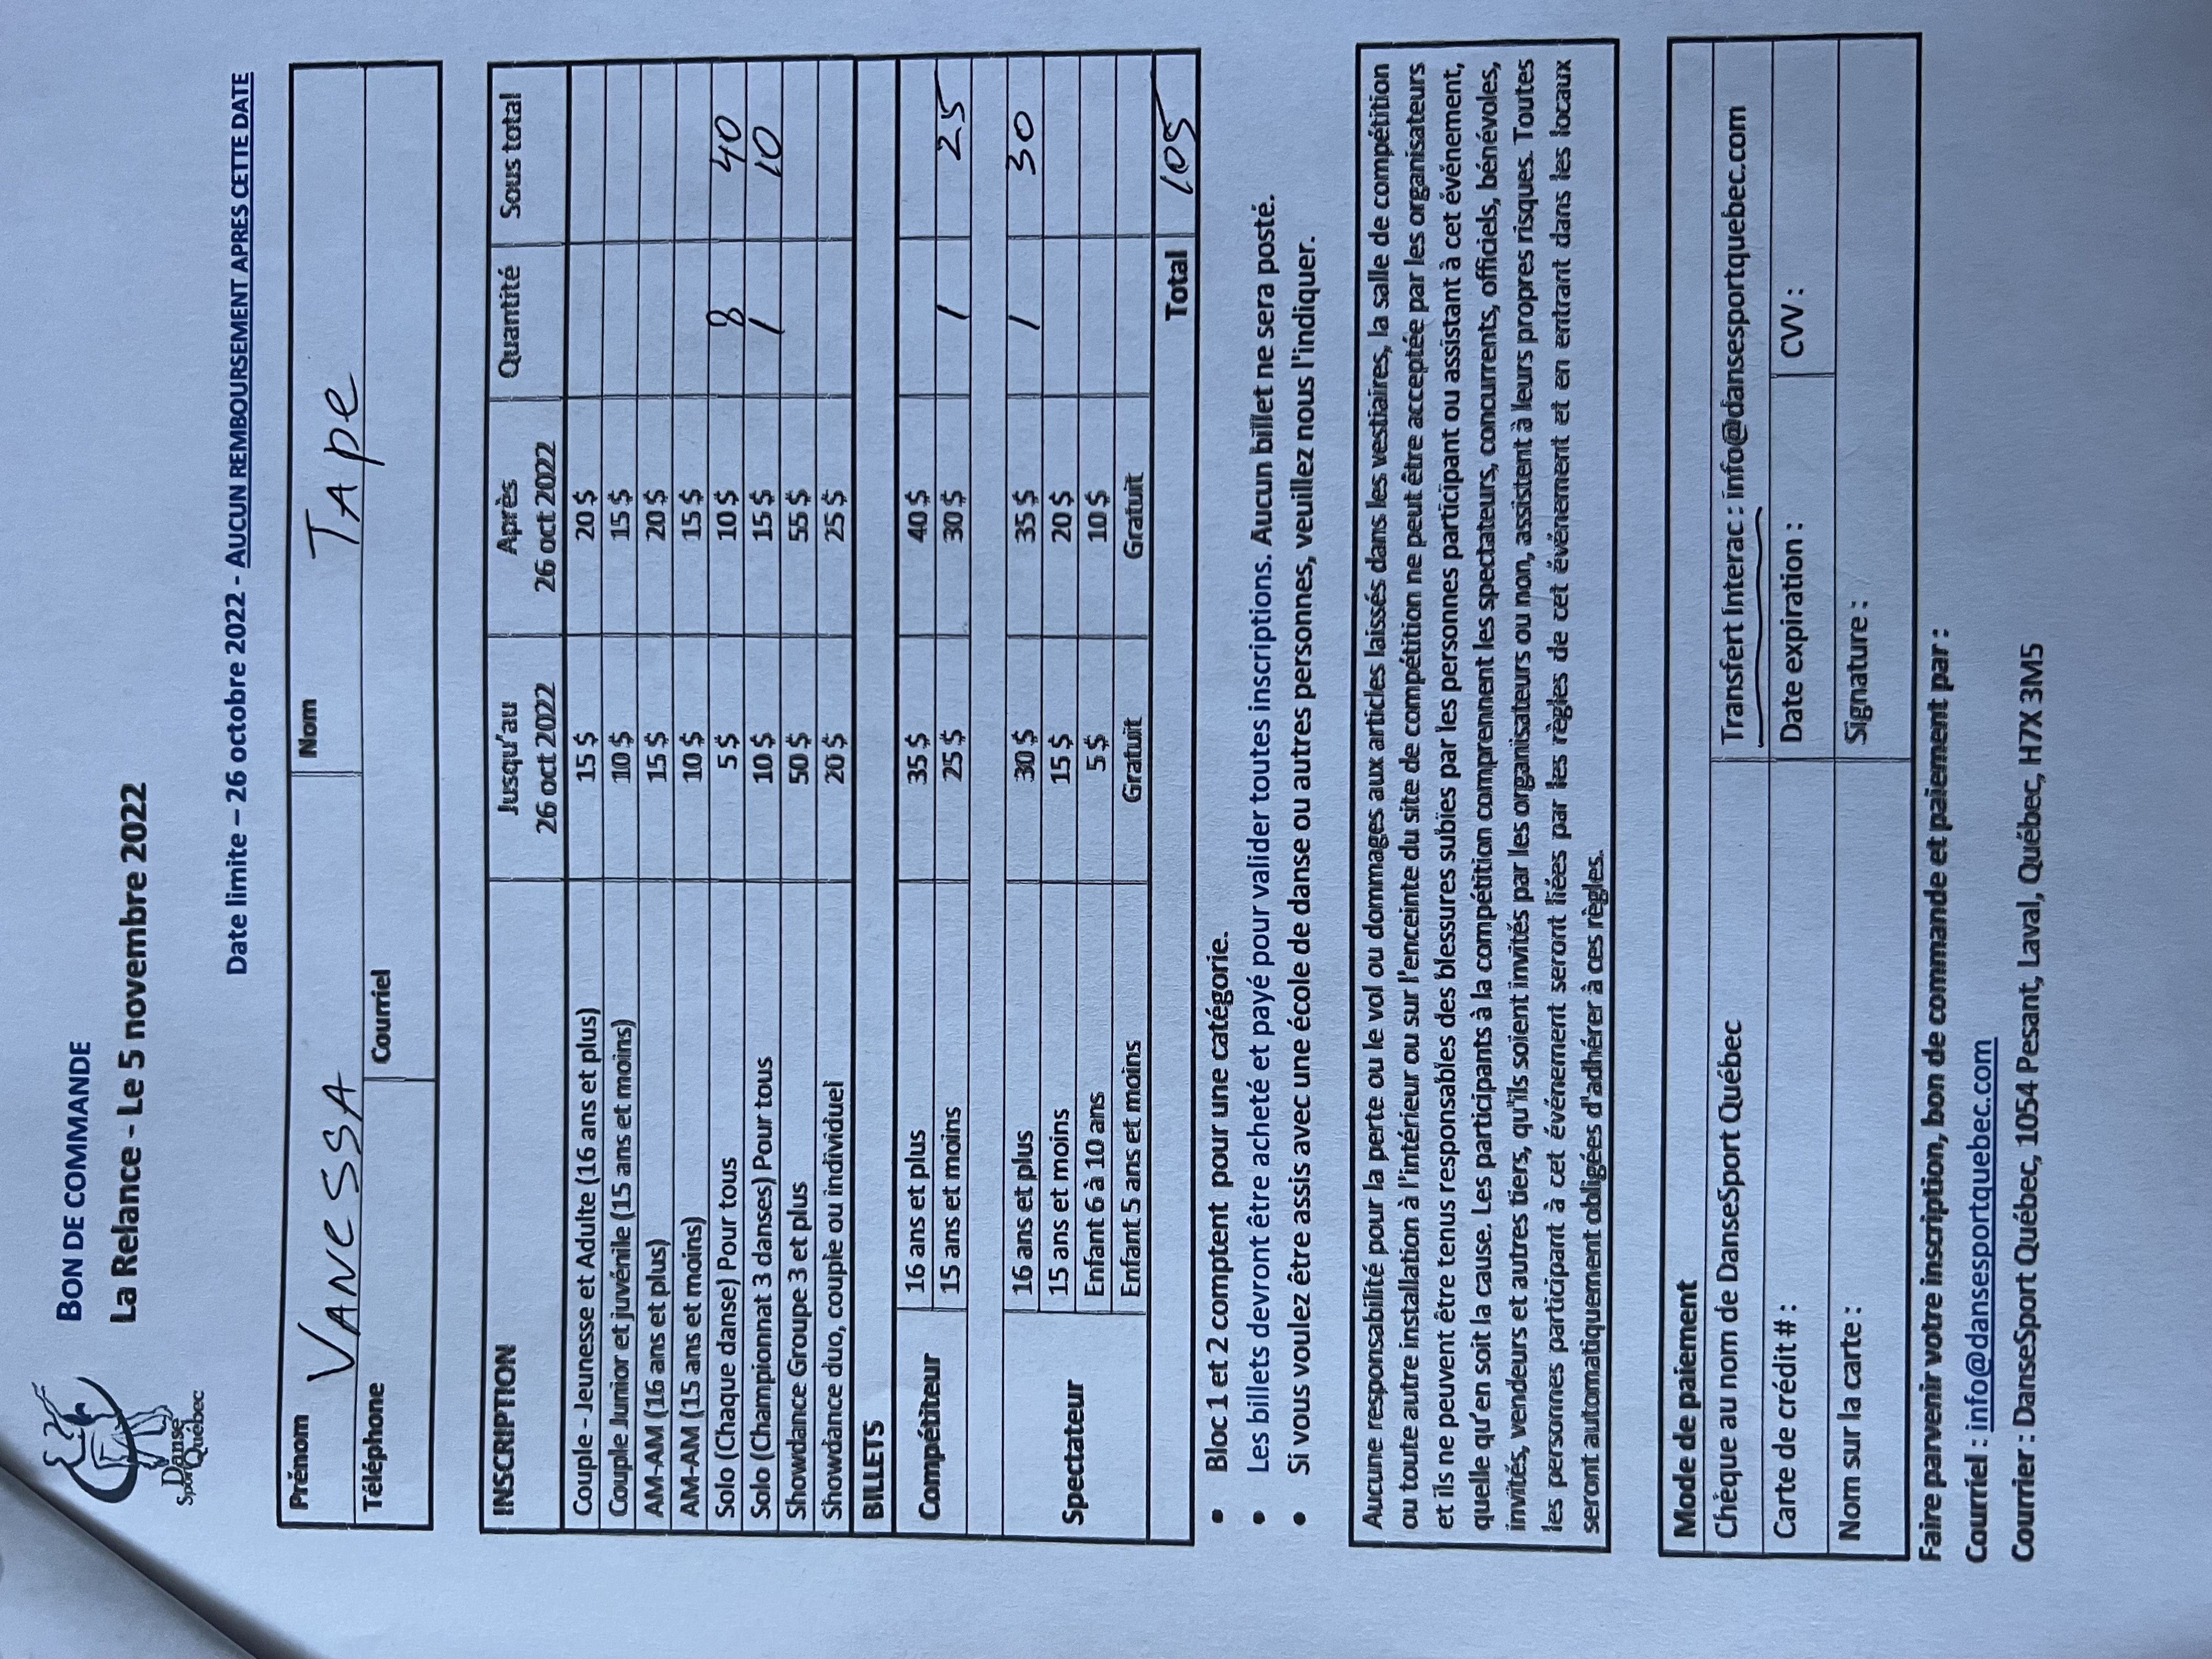 Danse
Sport Québec
BON DE COMMANDE
La Relance - Le 5 novembre 2022
Date limite – 26 octobre 2022 - AUCUN REMBOURSEMENT APRES CETTE DATE
Prénom VANESSA Nom TApe
Téléphone Courriel
INSCRIPTION Jusqu'au 26 oct 2022 Après 26 oct 2022 Quantité Sous total
Couple - Jeunesse et Adulte (16 ans et plus) 15 $ 20 $
Couple Junior et juvénile (15 ans et moins) 10 $ 15 $
AM-AM (16 ans et plus) 15 $ 20 $
AM-AM (15 ans et moins) 10 $ 15 $
Solo (Chaque danse) Pour tous 5 $ 10 $ 8 40
Solo (Championnat 3 danses) Pour tous 10 $ 15 $ 1 10
Showdance Groupe 3 et plus 50 $ 55 $
Showdance duo, couple ou individuel 20 $ 25 $
BILLETS
Compétiteur 16 ans et plus 35 $ 40 $
15 ans et moins 25 $ 30 $ 1 25
Spectateur 16 ans et plus 30 $ 35 $ 1 30
15 ans et moins 15 $ 20 $
Enfant 6 à 10 ans 5 $ 10 $
Enfant 5 ans et moins Gratuit Gratuit
Total 105
• Bloc 1 et 2 comptent pour une catégorie.
• Les billets devront être acheté et payé pour valider toutes inscriptions. Aucun billet ne sera posté.
• Si vous voulez être assis avec une école de danse ou autres personnes, veuillez nous l'indiquer.
Aucune responsabilité pour la perte ou le vol ou dommages aux articles laissés dans les vestiaires, la salle de compétition
ou toute autre installation à l'intérieur ou sur l'enceinte du site de compétition ne peut être acceptée par les organisateurs
et ils ne peuvent être tenus responsables des blessures subies par les personnes participant ou assistant à cet événement,
quelle qu'en soit la cause. Les participants à la compétition comprennent les spectateurs, concurrents, officiels, bénévoles,
invités, vendeurs et autres tiers, qu'ils soient invités par les organisateurs ou non, assistent à leurs propres risques. Toutes
les personnes participant à cet événement seront liées par les règles de cet événement et en entrant dans les locaux
seront automatiquement obligées d'adhérer à ces règles.
Mode de paiement
Chèque au nom de DanseSport Québec Transfert Interac : info@dansesportquebec.com
Carte de crédit # : Date expiration : CVV :
Nom sur la carte : Signature :
Faire parvenir votre inscription, bon de commande et paiement par :
Courriel : info@dansesportquebec.com
Courrier : DanseSport Québec, 1054 Pesant, Laval, Québec, H7X 3M5